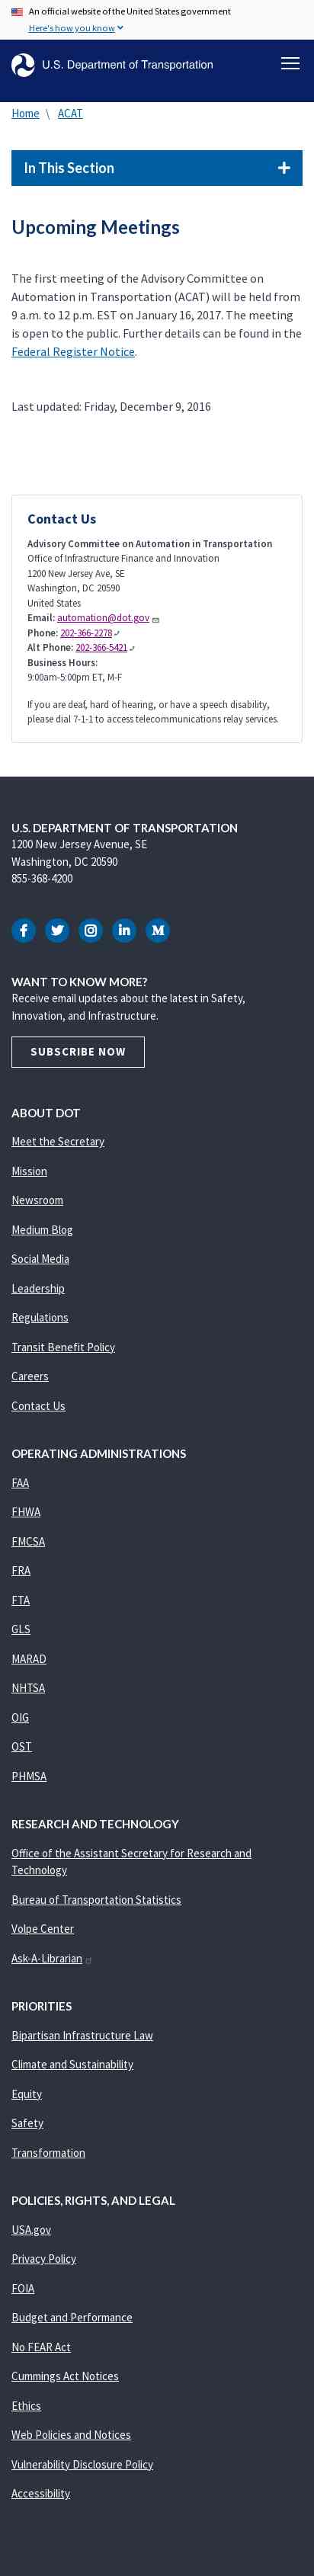 An official website of the United States government
Here's how you know
U.S. Department of Transportation
Home \ ACAT
In This Section
Upcoming Meetings
The first meeting of the Advisory Committee on
Automation in Transportation (ACAT) will be held from
9 a.m. to 12 p.m. EST on January 16, 2017. The meeting
is open to the public. Further details can be found in the
Federal Register Notice.
Last updated: Friday, December 9, 2016
Contact Us
Advisory Committee on Automation in Transportation
Office of Infrastructure Finance and Innovation
1200 New Jersey Ave, SE
Washington, DC 20590
United States
Email: automation@dot.gov
Phone: 202-366-2278
Alt Phone: 202-366-5421
Business Hours:
9:00am-5:00pm ET, M-F
If you are deaf, hard of hearing, or have a speech disability,
please dial 7-1-1 to access telecommunications relay services.
U.S. DEPARTMENT OF TRANSPORTATION
1200 New Jersey Avenue, SE
Washington, DC 20590
855-368-4200
WANT TO KNOW MORE?
Receive email updates about the latest in Safety,
Innovation, and Infrastructure.
SUBSCRIBE NOW
ABOUT DOT
Meet the Secretary
Mission
Newsroom
Medium Blog
Social Media
Leadership
Regulations
Transit Benefit Policy
Careers
Contact Us
OPERATING ADMINISTRATIONS
FAA
FHWA
FMCSA
FRA
FTA
GLS
MARAD
NHTSA
OIG
OST
PHMSA
RESEARCH AND TECHNOLOGY
Office of the Assistant Secretary for Research and
Technology
Bureau of Transportation Statistics
Volpe Center
Ask-A-Librarian
PRIORITIES
Bipartisan Infrastructure Law
Climate and Sustainability
Equity
Safety
Transformation
POLICIES, RIGHTS, AND LEGAL
USA.gov
Privacy Policy
FOIA
Budget and Performance
No FEAR Act
Cummings Act Notices
Ethics
Web Policies and Notices
Vulnerability Disclosure Policy
Accessibility